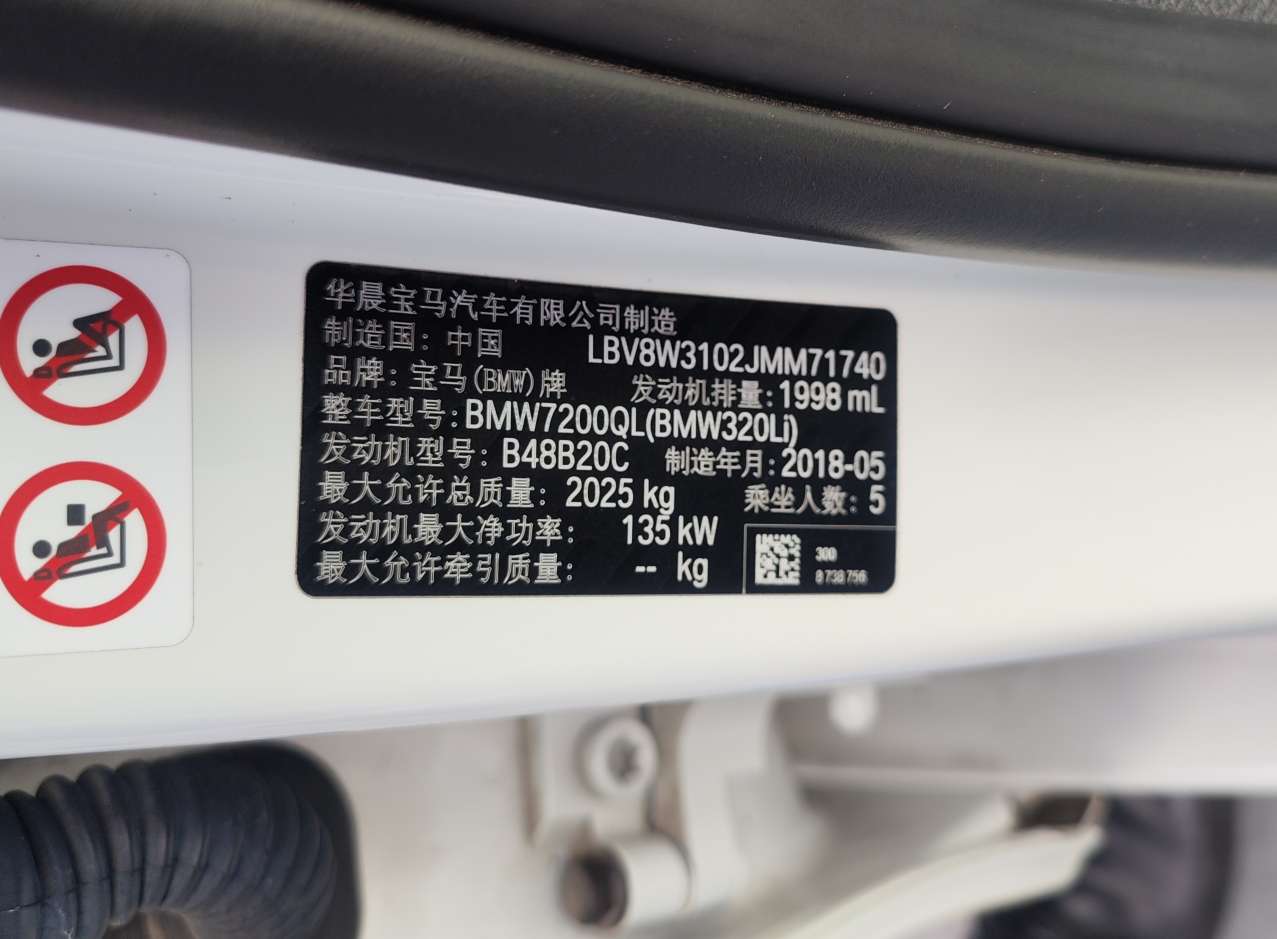 华晨宝马汽车有限公司制造
制造国：中国 LBV8W3102JMM71740
品牌：宝马(BMW)牌 发动机排量：1998 mL
整车型号：BMW7200QL(BMW320Li)
发动机型号：B48B20C 制造年月：2018-05
最大允许总质量：2025 kg 乘坐人数：5
发动机最大净功率：135 kW
最大允许牵引质量：-- kg
300
8 738 756